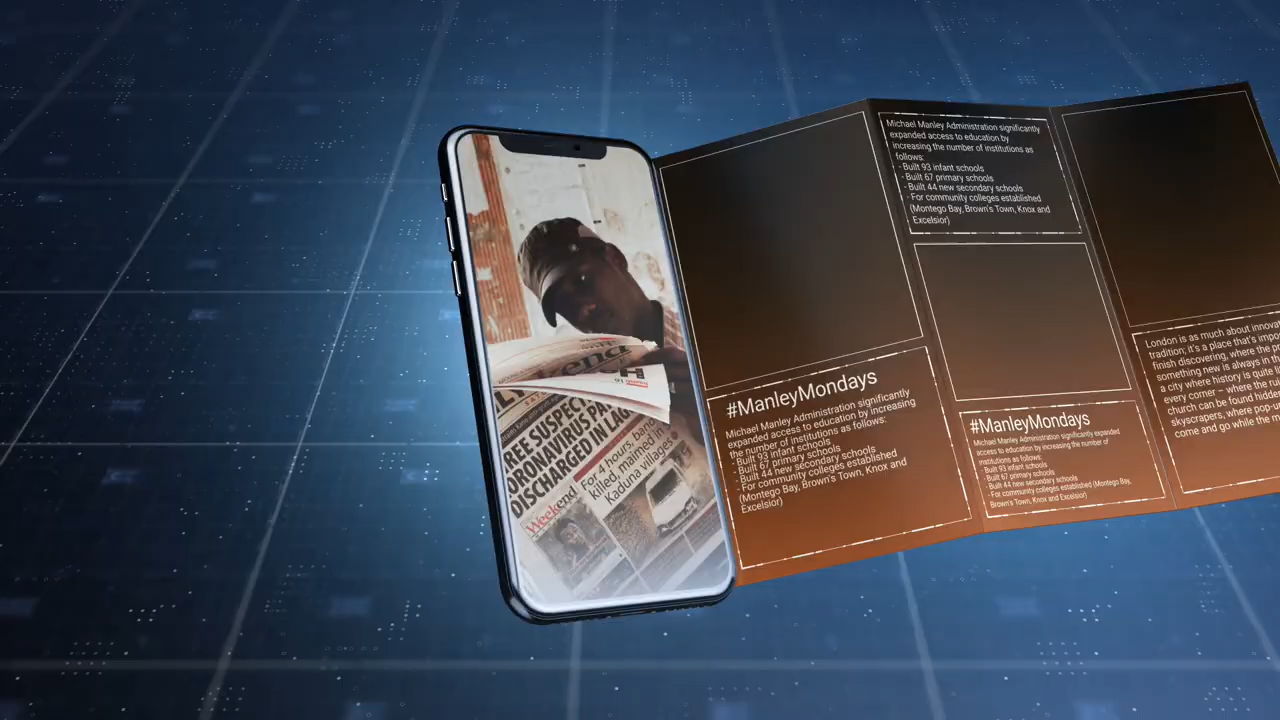 kend
REE SUSPEC
ORONAVIRUS PA
DISCHARGED IN LAG
For 4 hours, band
killed, maimed
Kaduna villages
Weekend
#ManleyMondays
Michael Manley Administration significantly
expanded access to education by increasing
the number of institutions as follows:
- Built 93 infant schools
- Built 67 primary schools
- Built 44 new secondary schools
- For community colleges established
(Montego Bay, Brown's Town, Knox and
Excelsior)
Michael Manley Administration significantly
expanded access to education by
increasing the number of institutions as
follows:
- Built 93 infant schools
- Built 67 primary schools
- Built 44 new secondary schools
- For community colleges established
(Montego Bay, Brown's Town, Knox and
Excelsior)
#ManleyMondays
Michael Manley Administration significantly expanded
access to education by increasing the number of
institutions as follows:
- Built 93 infant schools
- Built 67 primary schools
- Built 44 new secondary schools
- For community colleges established (Montego Bay,
Brown's Town, Knox and Excelsior)
London is as much about innova
tradition; it's a place that's impo
finish discovering, where the p
something new is always in t
a city where history is quite li
every corner – where the ru
church can be found hidde
skyscrapers, where pop-
come and go while the m